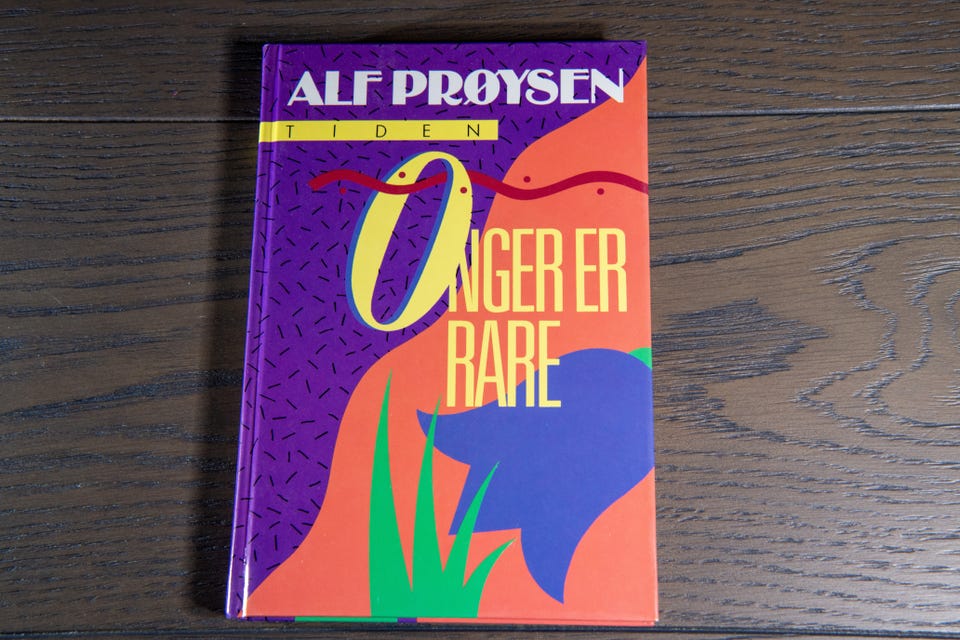 ALF PRØYSEN
TIDEN
ONGER ER
RARE